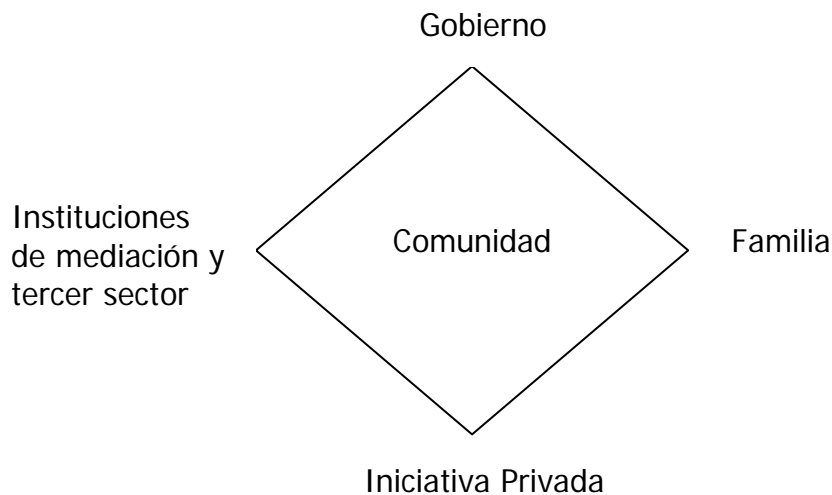 Gobierno
Instituciones
de mediación y
tercer sector
Comunidad
Familia
Iniciativa Privada